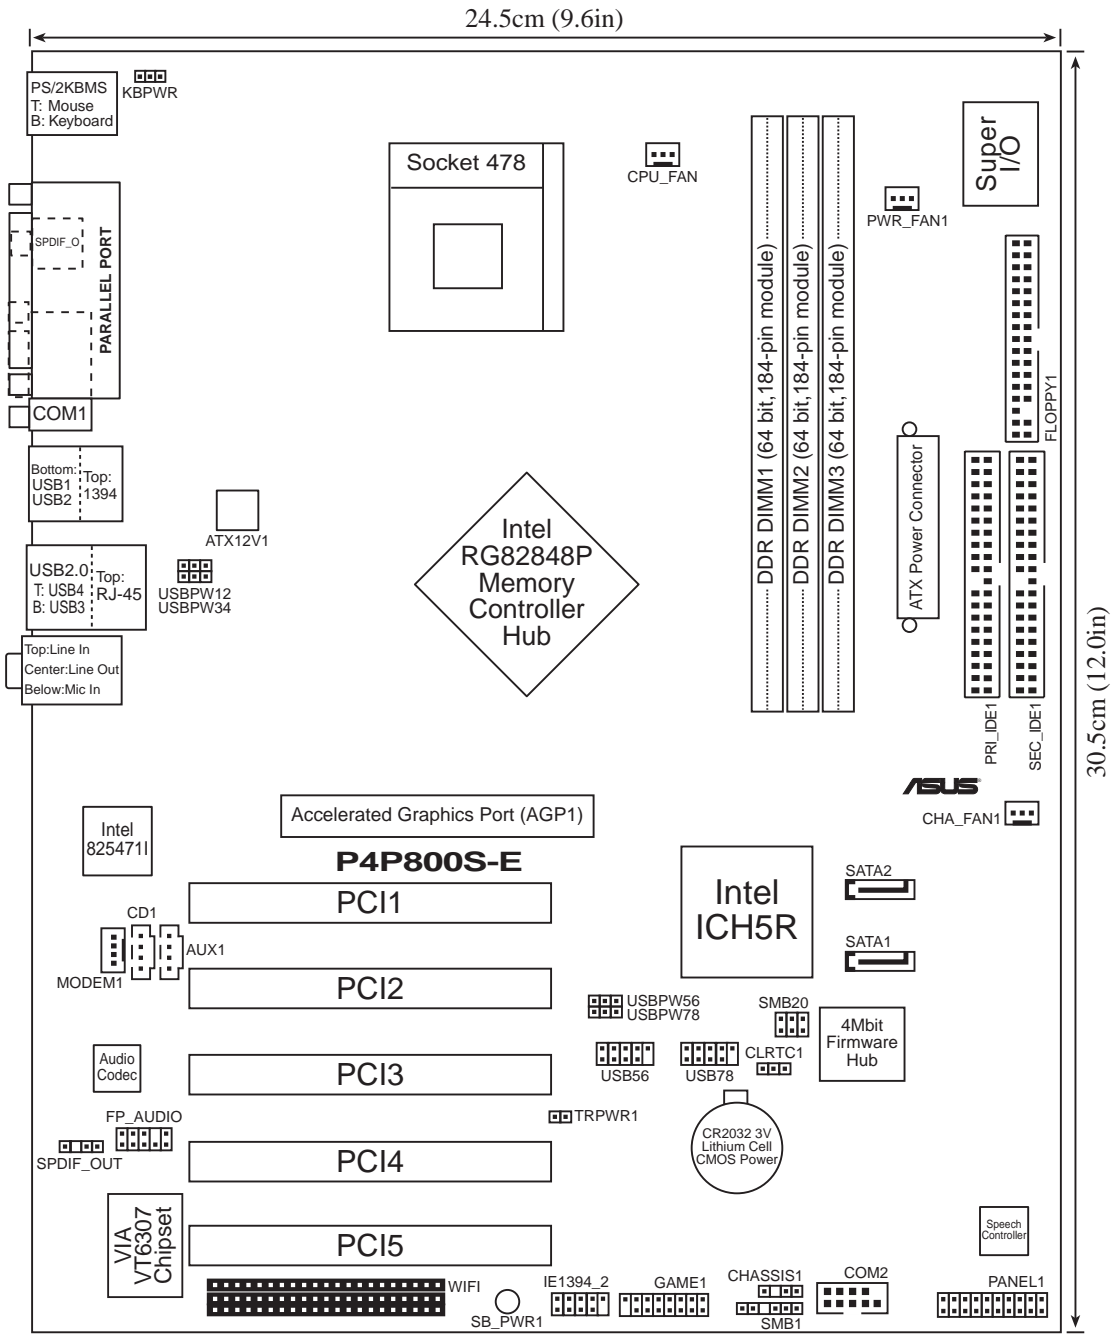 24.5cm (9.6in)
PS/2KBMS
T: Mouse
B: Keyboard
KBPWR
Socket 478
CPU_FAN
PWR_FAN1
Super
I/O
SPDIF_O
PARALLEL PORT
COM1
DDR DIMM1 (64 bit,184-pin module)
DDR DIMM2 (64 bit,184-pin module)
DDR DIMM3 (64 bit,184-pin module)
FLOPPY1
ATX Power Connector
Bottom:
USB1
USB2
Top:
1394
ATX12V1
Intel
RG82848P
Memory
Controller
Hub
USB2.0
T: USB4
B: USB3
Top:
RJ-45
USBPW12
USBPW34
Top:Line In
Center:Line Out
Below:Mic In
PRI_IDE1
SEC_IDE1
30.5cm (12.0in)
ASUS
CHA_FAN1
Accelerated Graphics Port (AGP1)
Intel
825471I
P4P800S-E
PCI1
Intel
ICH5R
SATA2
CD1
AUX1
MODEM1
SATA1
PCI2
USBPW56
USBPW78
SMB20
4Mbit
Firmware
Hub
Audio
Codec
PCI3
USB56
USB78
CLRTC1
FP_AUDIO
TRPWR1
CR2032 3V
Lithium Cell
CMOS Power
SPDIF_OUT
PCI4
VIA
VT6307
Chipset
PCI5
Speech
Controller
WIFI
SB_PWR1
IE1394_2
GAME1
CHASSIS1
SMB1
COM2
PANEL1